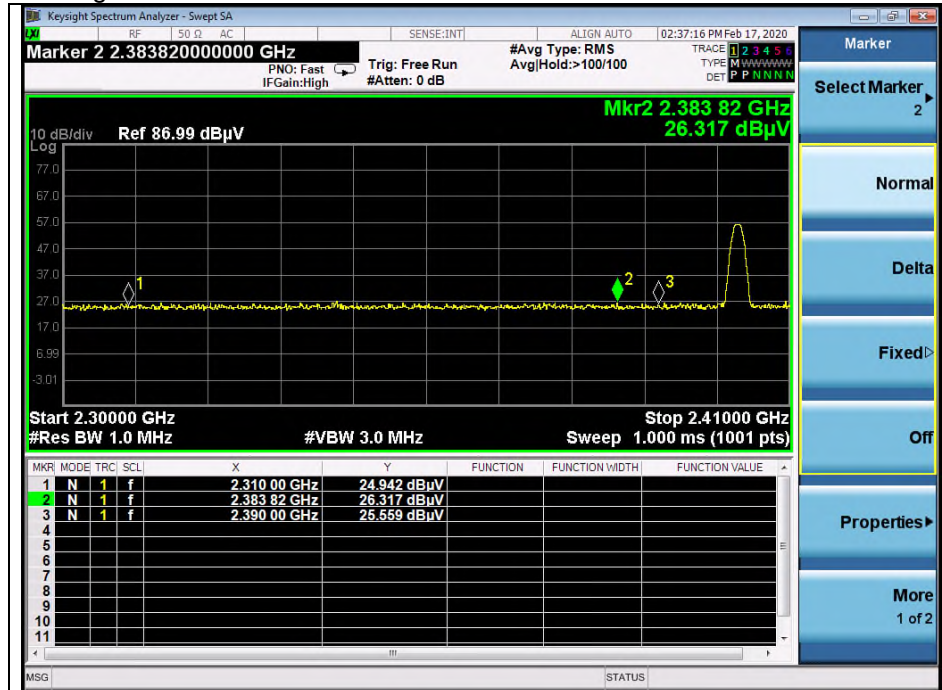 Keysight Spectrum Analyzer - Swept SA
LXI RF 50 Ω AC SENSE:INT ALIGN AUTO 02:37:16 PM Feb 17, 2020
Marker 2 2.383820000000 GHz
PNO: Fast
IFGain:High
Trig: Free Run
#Atten: 0 dB
#Avg Type: RMS
Avg|Hold:>100/100
TRACE 1 2 3 4 5 6
TYPE M WWWWW
DET P P N N N N
Mkr2 2.383 82 GHz
26.317 dBµV
10 dB/div Ref 86.99 dBµV
Log
77.0
67.0
57.0
47.0
37.0
27.0
17.0
6.99
-3.01
1
2
3
Start 2.30000 GHz Stop 2.41000 GHz
#Res BW 1.0 MHz #VBW 3.0 MHz Sweep 1.000 ms (1001 pts)
MKR MODE TRC SCL X Y FUNCTION FUNCTION WIDTH FUNCTION VALUE
1 N 1 f 2.310 00 GHz 24.942 dBµV
2 N 1 f 2.383 82 GHz 26.317 dBµV
3 N 1 f 2.390 00 GHz 25.559 dBµV
4
5
6
7
8
9
10
11
MSG STATUS
Marker
Select Marker
2
Normal
Delta
Fixed
Off
Properties
More
1 of 2